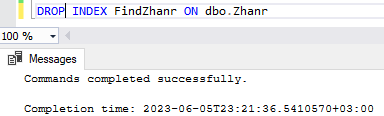 DROP INDEX FindZhanr ON dbo.Zhanr
100 %
Messages
Commands completed successfully.
Completion time: 2023-06-05T23:21:36.5410570+03:00